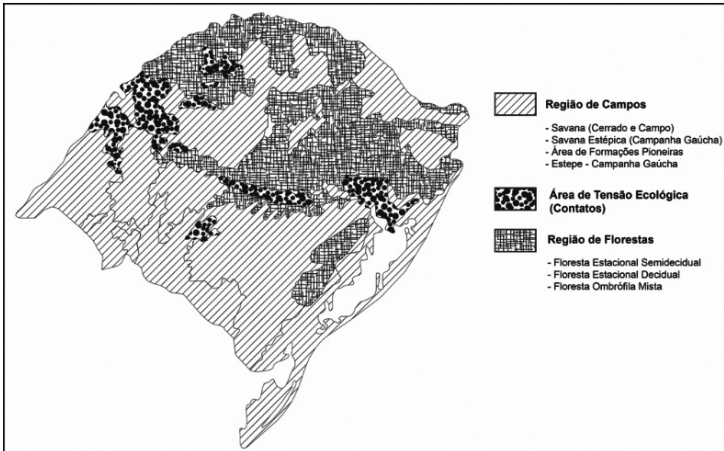 Região de Campos
- Savana (Cerrado e Campo)
- Savana Estépica (Campanha Gaúcha)
- Área de Formações Pioneiras
- Estepe - Campanha Gaúcha
Área de Tensão Ecológica
(Contatos)
Região de Florestas
- Floresta Estacional Semidecidual
- Floresta Estacional Decidual
- Floresta Ombrófila Mista